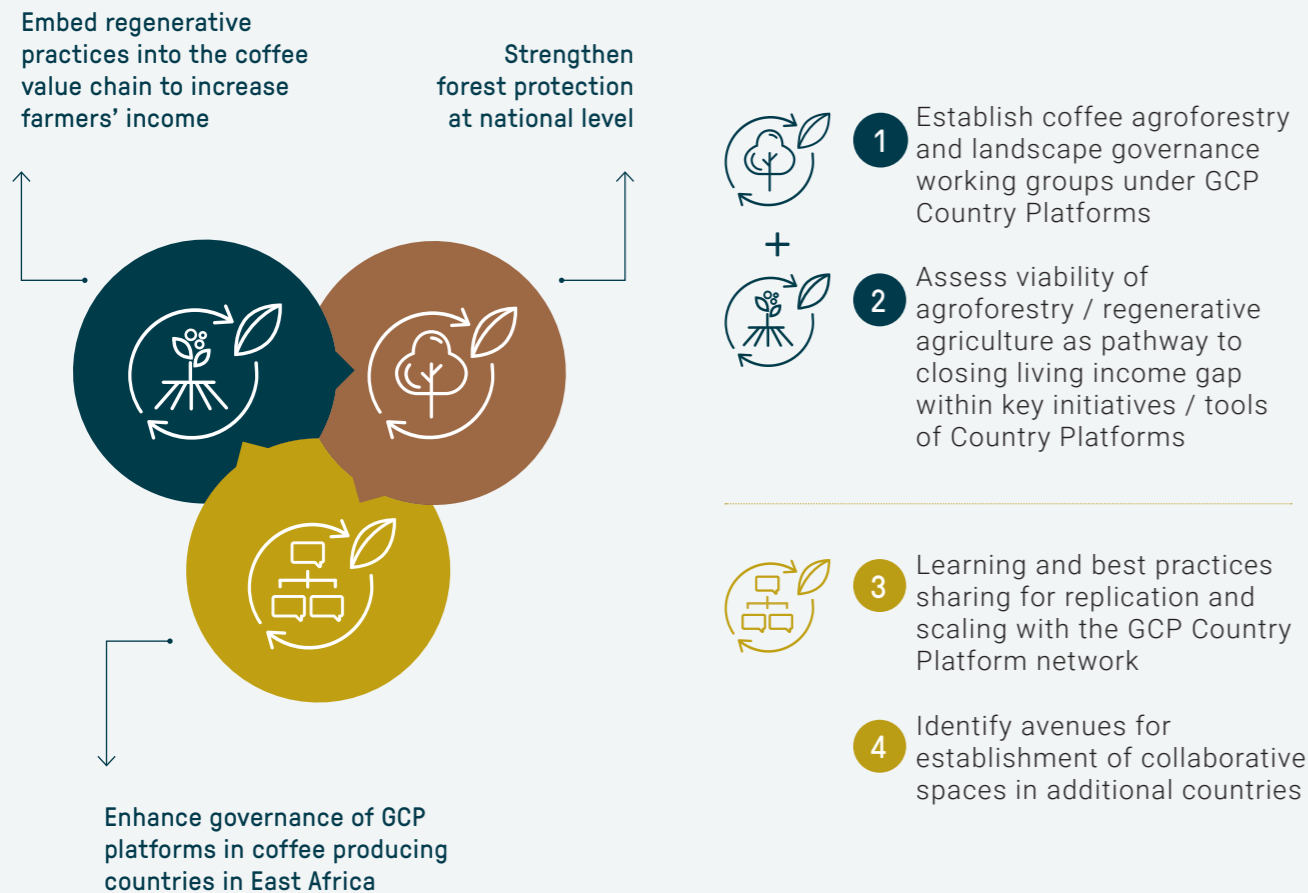 Embed regenerative
practices into the coffee
value chain to increase
farmers’ income
Strengthen
forest protection
at national level
Enhance governance of GCP
platforms in coffee producing
countries in East Africa
1
Establish coffee agroforestry
and landscape governance
working groups under GCP
Country Platforms
+
2
Assess viability of
agroforestry / regenerative
agriculture as pathway to
closing living income gap
within key initiatives / tools
of Country Platforms
3
Learning and best practices
sharing for replication and
scaling with the GCP Country
Platform network
4
Identify avenues for
establishment of collaborative
spaces in additional countries